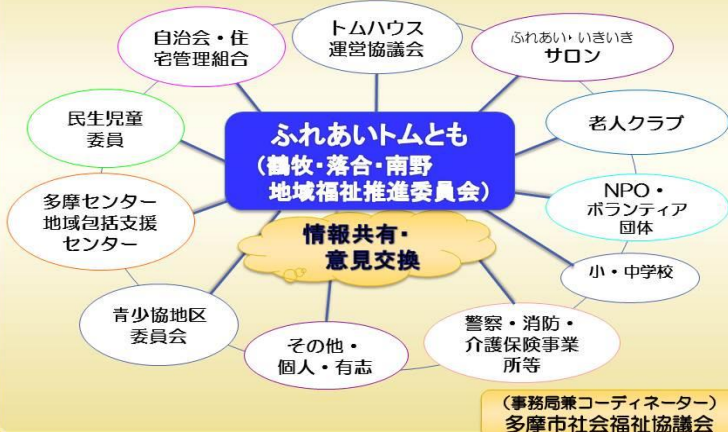 トムハウス
運営協議会
ふれあい・いきいき
サロン
老人クラブ
NPO・
ボランティア
団体
小・中学校
警察・消防・
介護保険事業
所等
その他・
個人・有志
青少協地区
委員会
多摩センター
地域包括支援
センター
民生児童
委員
自治会・住
宅管理組合
ふれあいトムとも
(鶴牧・落合・南野
地域福祉推進委員会)
情報共有・
意見交換
(事務局兼コーディネーター)
多摩市社会福祉協議会